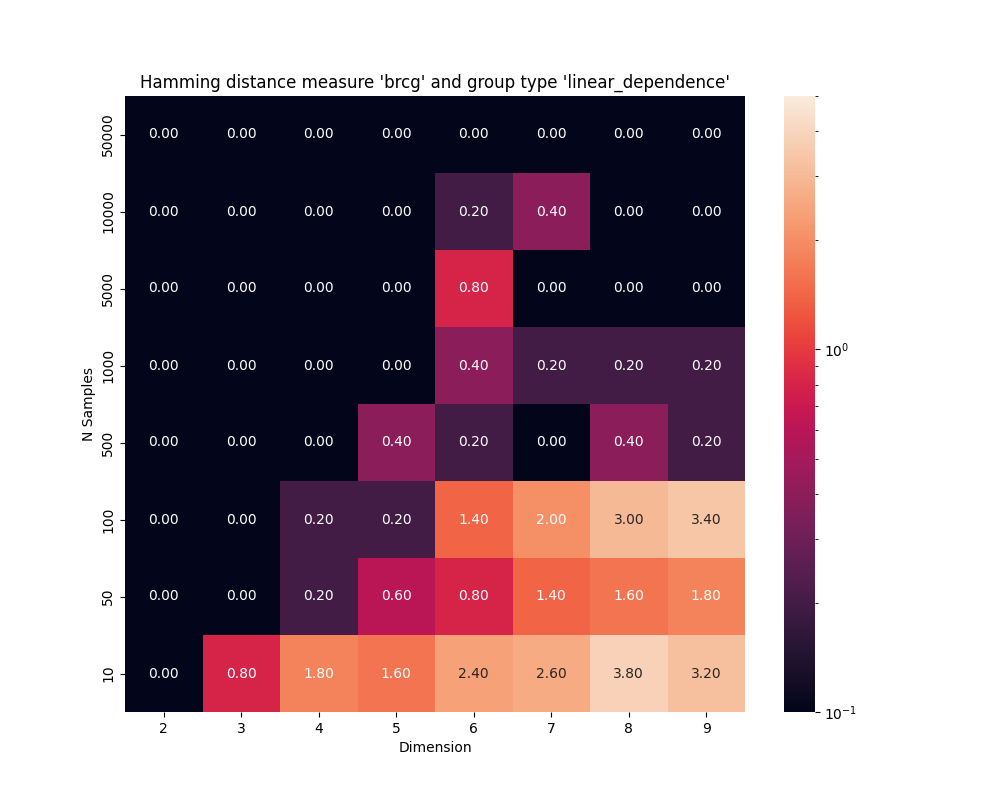 Hamming distance measure 'brcg' and group type 'linear_dependence'
50000 0.00 0.00 0.00 0.00 0.00 0.00 0.00 0.00
10000 0.00 0.00 0.00 0.00 0.20 0.40 0.00 0.00
5000 0.00 0.00 0.00 0.00 0.80 0.00 0.00 0.00
1000 0.00 0.00 0.00 0.00 0.40 0.20 0.20 0.20
500 0.00 0.00 0.00 0.40 0.20 0.00 0.40 0.20
100 0.00 0.00 0.20 0.20 1.40 2.00 3.00 3.40
50 0.00 0.00 0.20 0.60 0.80 1.40 1.60 1.80
10 0.00 0.80 1.80 1.60 2.40 2.60 3.80 3.20
2 3 4 5 6 7 8 9
Dimension
N Samples
10⁰
10⁻¹